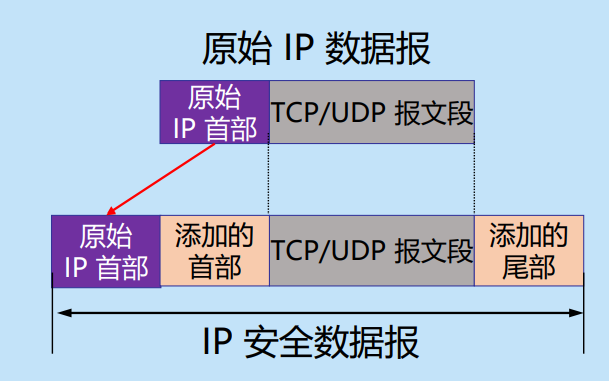 原始 IP 数据报
原始
IP 首部
TCP/UDP 报文段
原始
IP 首部
添加的
首部
TCP/UDP 报文段
添加的
尾部
IP 安全数据报